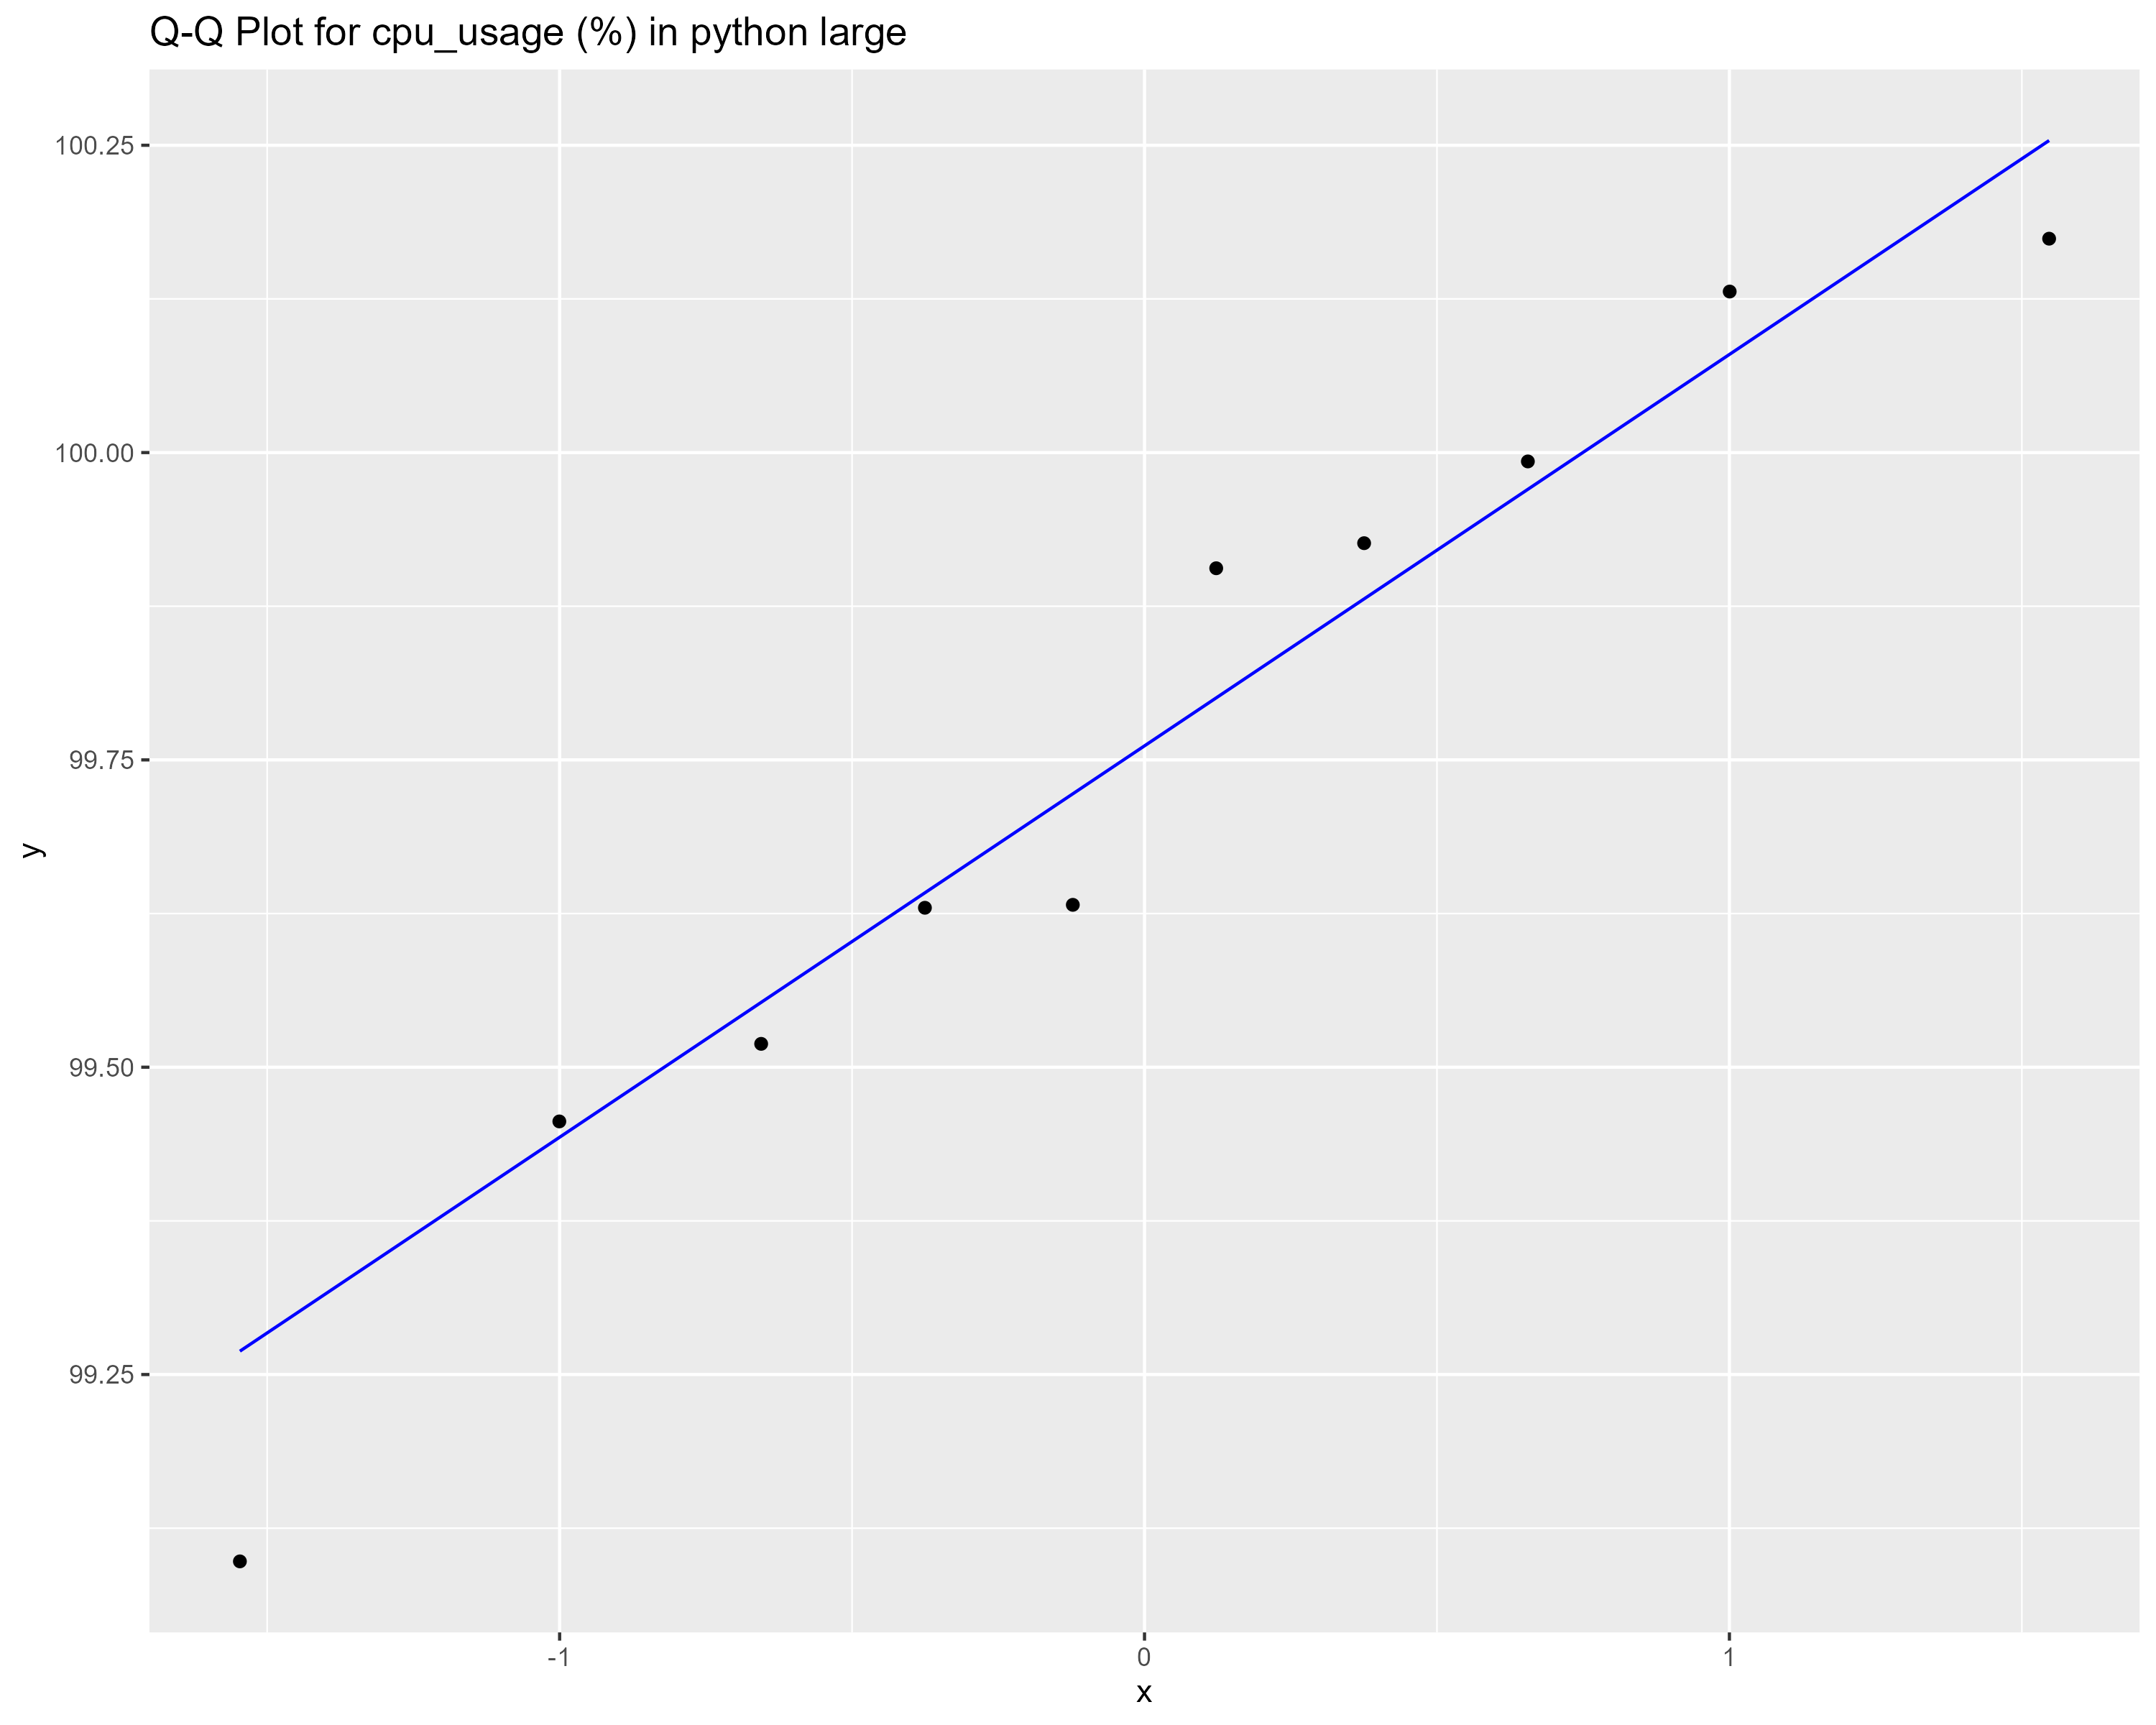 Q-Q Plot for cpu_usage (%) in python large
100.25
100.00
99.75
99.50
99.25
y
-1 0 1
x